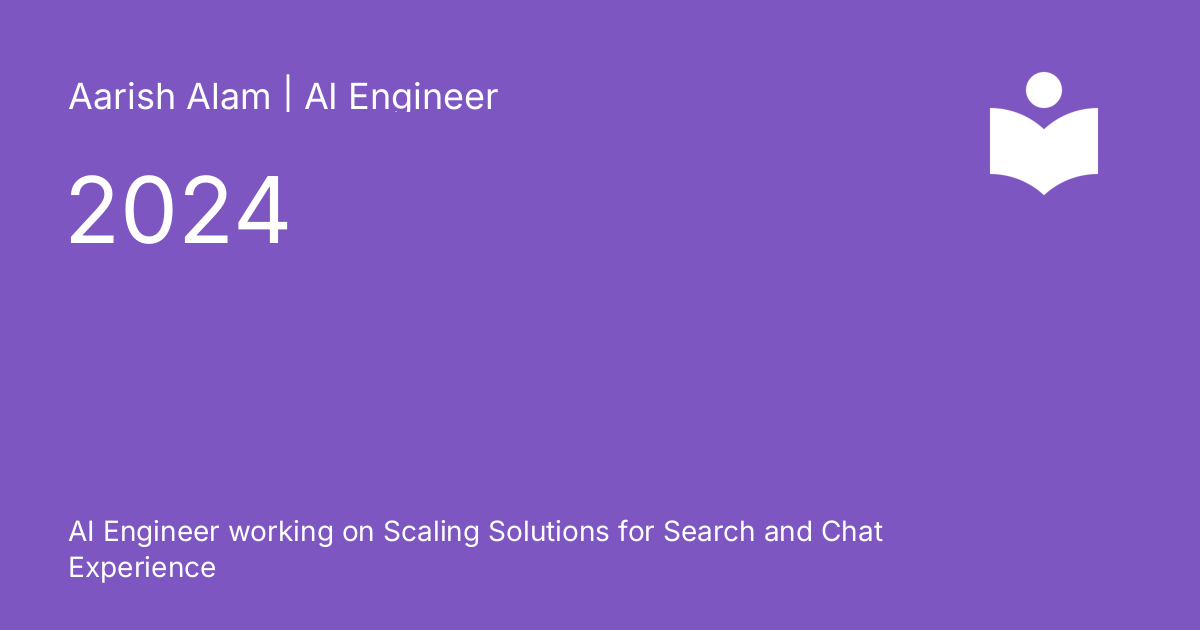 Aarish Alam | AI Engineer
2024
AI Engineer working on Scaling Solutions for Search and Chat
Experience